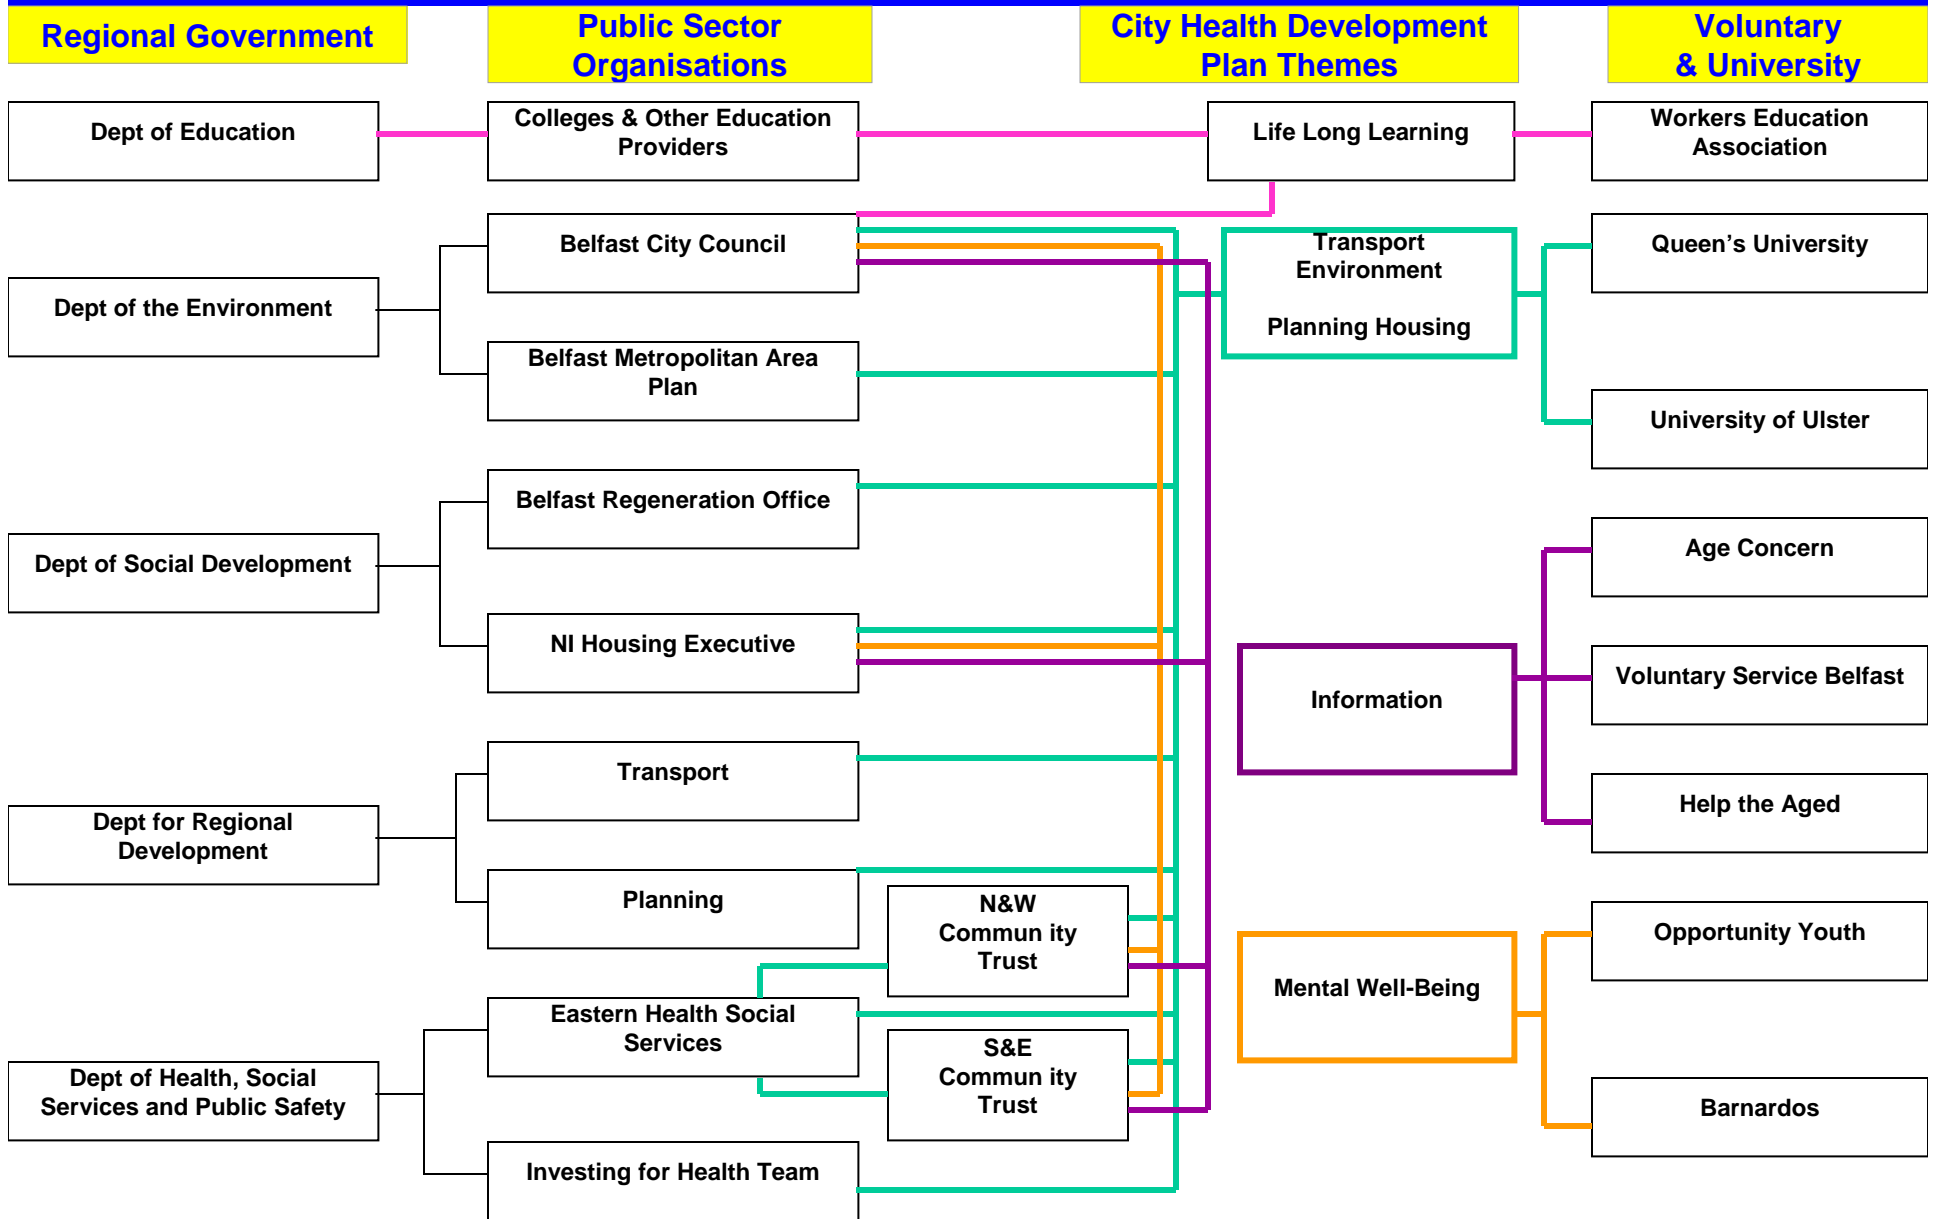 Regional Government
Public Sector
Organisations
City Health Development
Plan Themes
Voluntary
& University
Dept of Education
Colleges & Other Education
Providers
Life Long Learning
Workers Education
Association
Belfast City Council
Transport
Environment
Planning Housing
Queen's University
Dept of the Environment
Belfast Metropolitan Area
Plan
University of Ulster
Belfast Regeneration Office
Age Concern
Dept of Social Development
NI Housing Executive
Information
Voluntary Service Belfast
Transport
Help the Aged
Dept for Regional
Development
Planning
N&W
Commun ity
Trust
Opportunity Youth
Mental Well-Being
Eastern Health Social
Services
S&E
Commun ity
Trust
Dept of Health, Social
Services and Public Safety
Barnardos
Investing for Health Team